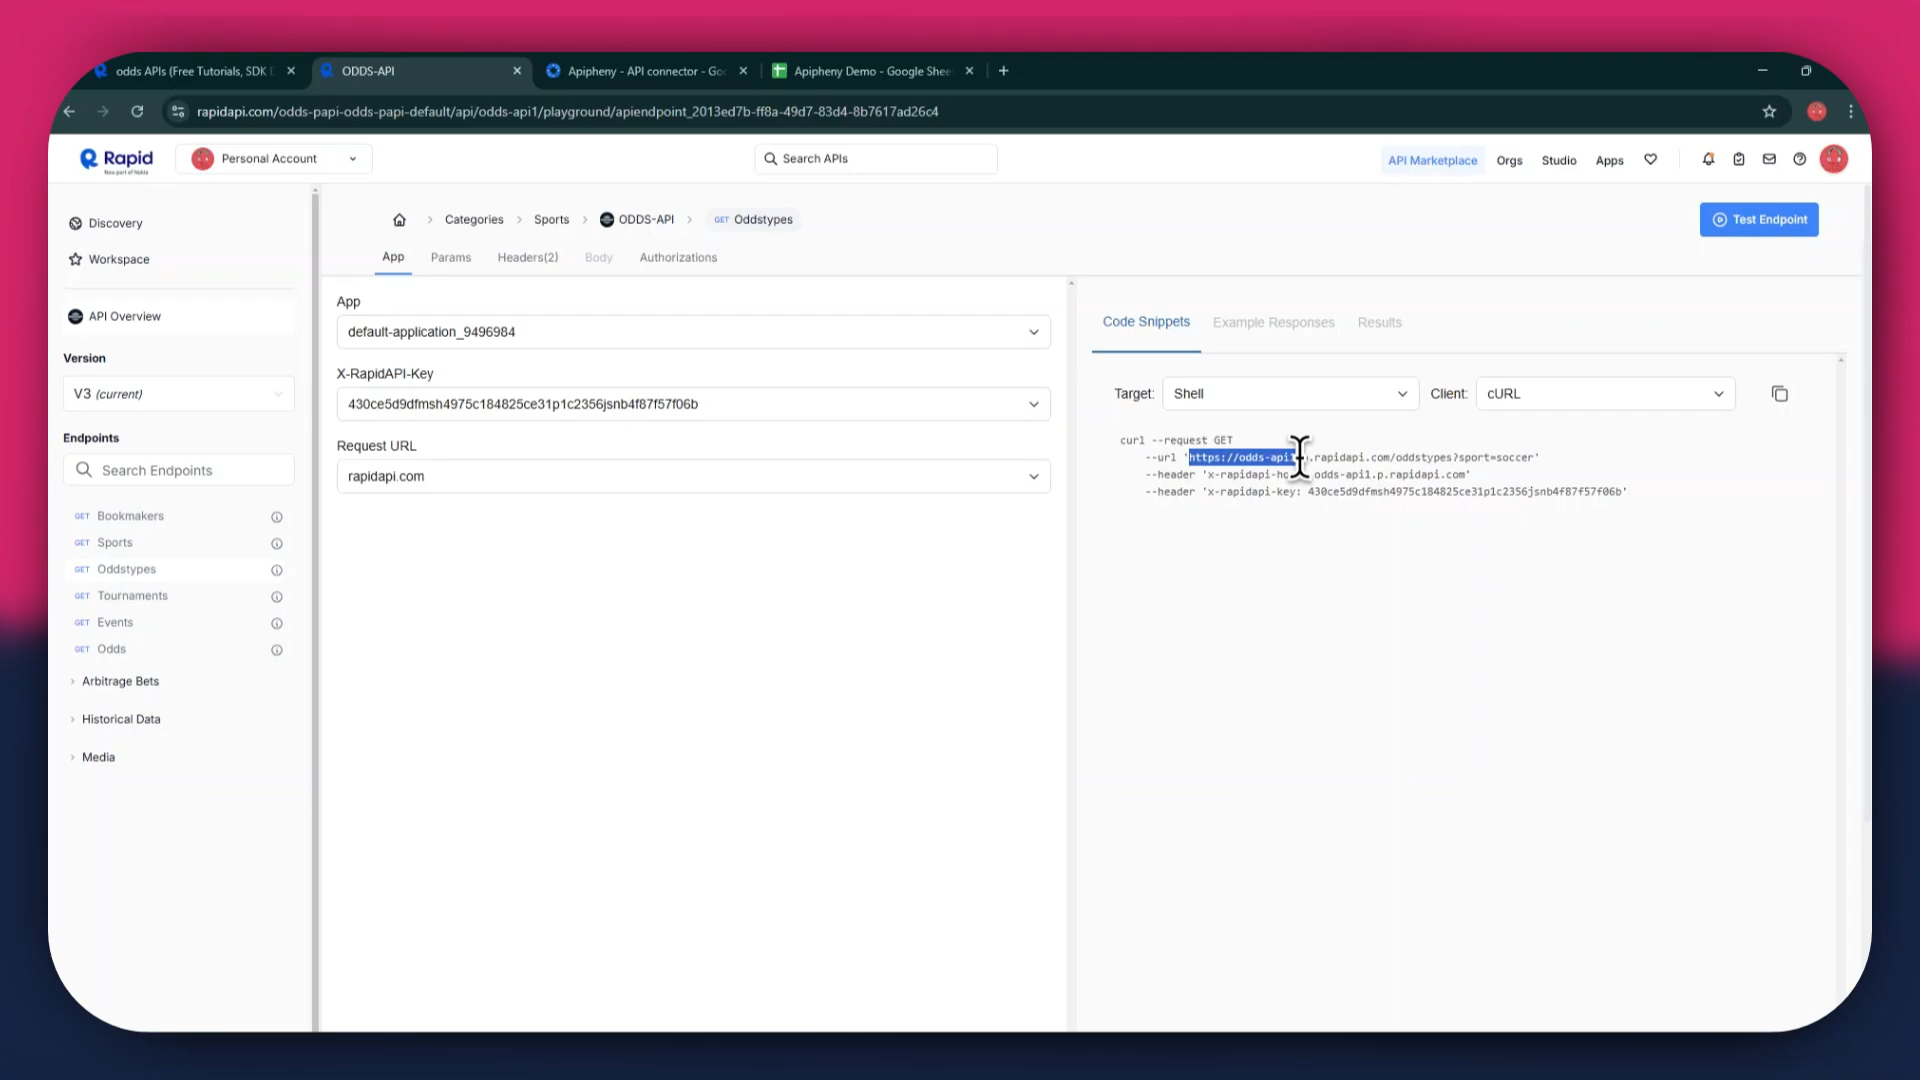 odds APIs (Free Tutorials, SDK
ODDS-API
Apipheny - API connector - Goo
Apipheny Demo - Google Shee
rapidapi.com/odds-papi-odds-papi-default/api/odds-api1/playground/apiendpoint_2013ed7b-ff8a-49d7-83d4-8b7617ad26c4
Rapid
Now part of Nokia
Personal Account
Search APIs
API Marketplace
Orgs
Studio
Apps
Discovery
Workspace
API Overview
Version
V3 (current)
Endpoints
Search Endpoints
GET Bookmakers
GET Sports
GET Oddstypes
GET Tournaments
GET Events
GET Odds
Arbitrage Bets
Historical Data
Media
Categories
Sports
ODDS-API
GET Oddstypes
Test Endpoint
App
Params
Headers(2)
Body
Authorizations
App
default-application_9496984
X-RapidAPI-Key
430ce5d9dfmsh4975c184825ce31p1c2356jsnb4f87f57f06b
Request URL
rapidapi.com
Code Snippets
Example Responses
Results
Target:
Shell
Client:
cURL
curl --request GET
--url 'https://odds-api1 .rapidapi.com/oddstypes?sport=soccer'
--header 'x-rapidapi-ho odds-api1.p.rapidapi.com'
--header 'x-rapidapi-key: 430ce5d9dfmsh4975c184825ce31p1c2356jsnb4f87f57f06b'